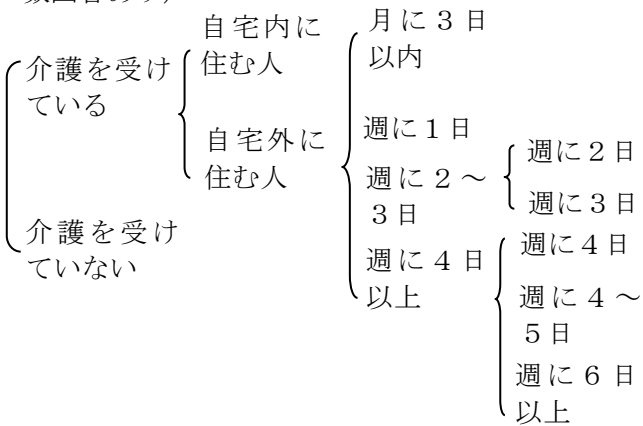 自宅内に
住む人
介護を受け
ている
自宅外に
住む人
介護を受け
ていない
月に３日
以内
週に１日
週に２～
３日
週に４日
以上
週に２日
週に３日
週に４日
週に４～
５日
週に６日
以上